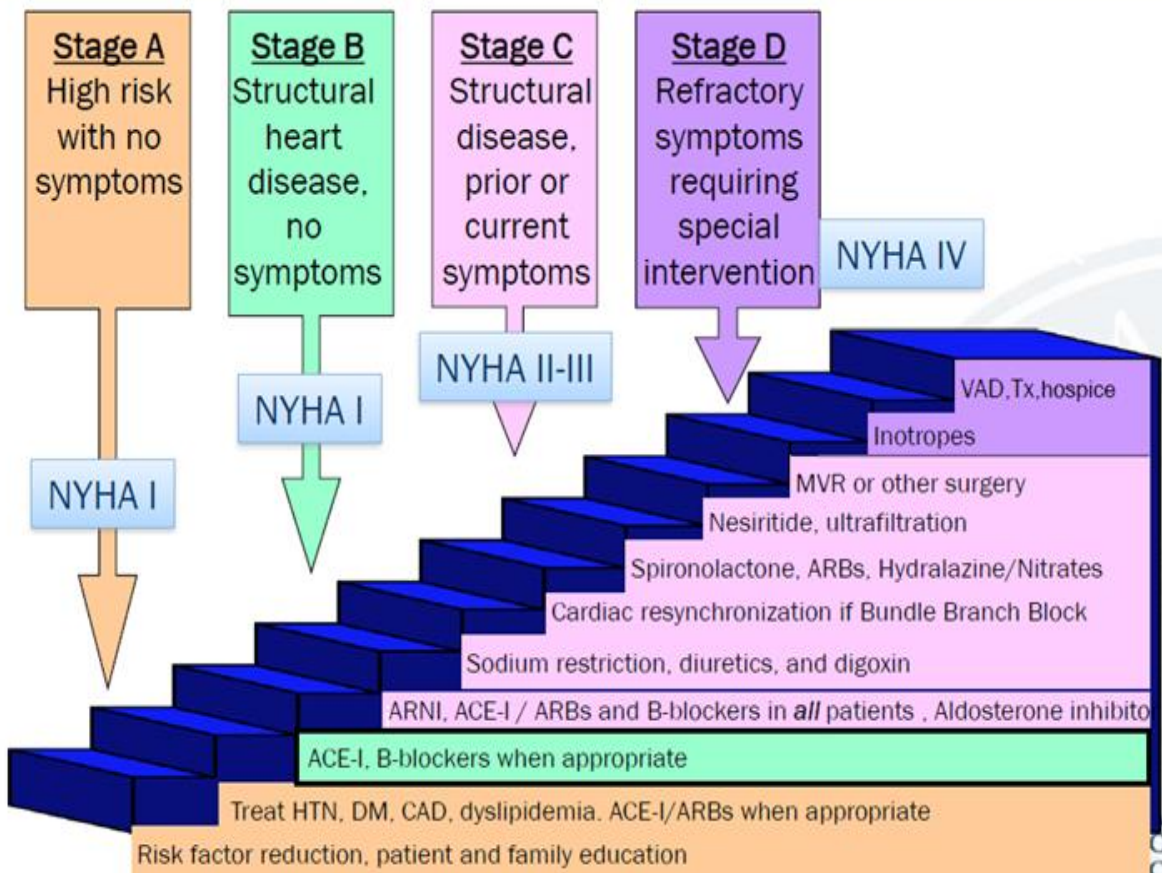 Stage A
High risk
with no
symptoms
Stage B
Structural
heart
disease,
no
symptoms
Stage C
Structural
disease,
prior or
current
symptoms
Stage D
Refractory
symptoms
requiring
special
intervention
NYHA IV
NYHA II-III
NYHA I
NYHA I
VAD,Tx,hospice
Inotropes
MVR or other surgery
Nesiritide, ultrafiltration
Spironolactone, ARBs, Hydralazine/Nitrates
Cardiac resynchronization if Bundle Branch Block
Sodium restriction, diuretics, and digoxin
ARNI, ACE-I / ARBs and B-blockers in all patients , Aldosterone inhibito
ACE-I, B-blockers when appropriate
Treat HTN, DM, CAD, dyslipidemia. ACE-I/ARBs when appropriate
Risk factor reduction, patient and family education